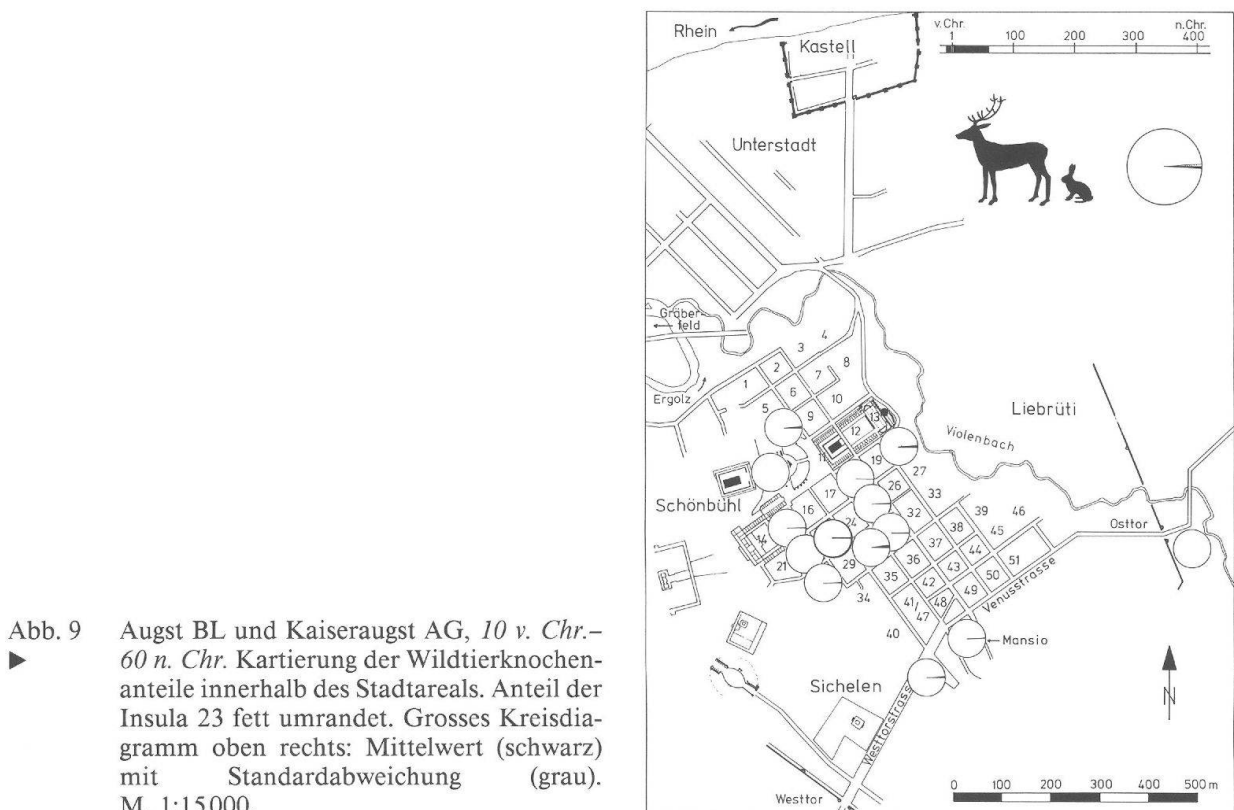 Abb. 9 Augst BL und Kaiseraugst AG, 10 v. Chr.–
60 n. Chr. Kartierung der Wildtierknochen-
anteile innerhalb des Stadtareals. Anteil der
Insula 23 fett umrandet. Grosses Kreisdia-
gramm oben rechts: Mittelwert (schwarz)
mit Standardabweichung (grau).
M. 1:15000.
Rhein
Kastell
v. Chr. n. Chr.
1 100 200 300 400
Unterstadt
Gräber-
feld
Ergolz
Liebrüti
Violenbach
Schönbühl
Osttor
Venusstrasse
Mansio
Sichelen
Westtorstrasse
Westtor
N
1
2
3
4
5
6
7
8
9
10
11
12
13
14
16
17
19
21
24
26
27
29
32
33
34
35
36
37
38
39
40
41
42
43
44
45
46
47
48
49
50
51
0 100 200 300 400 500 m